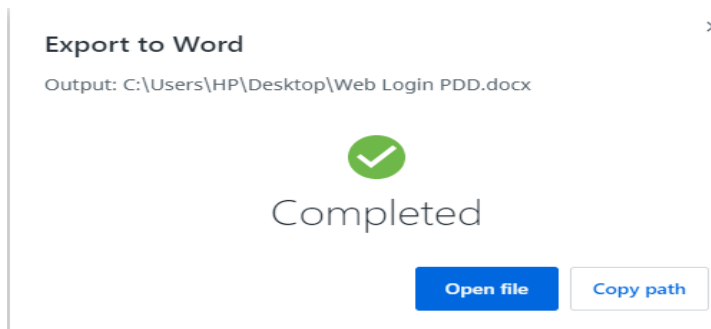 Export to Word
Output: C:\Users\HP\Desktop\Web Login PDD.docx
Completed
Open file
Copy path